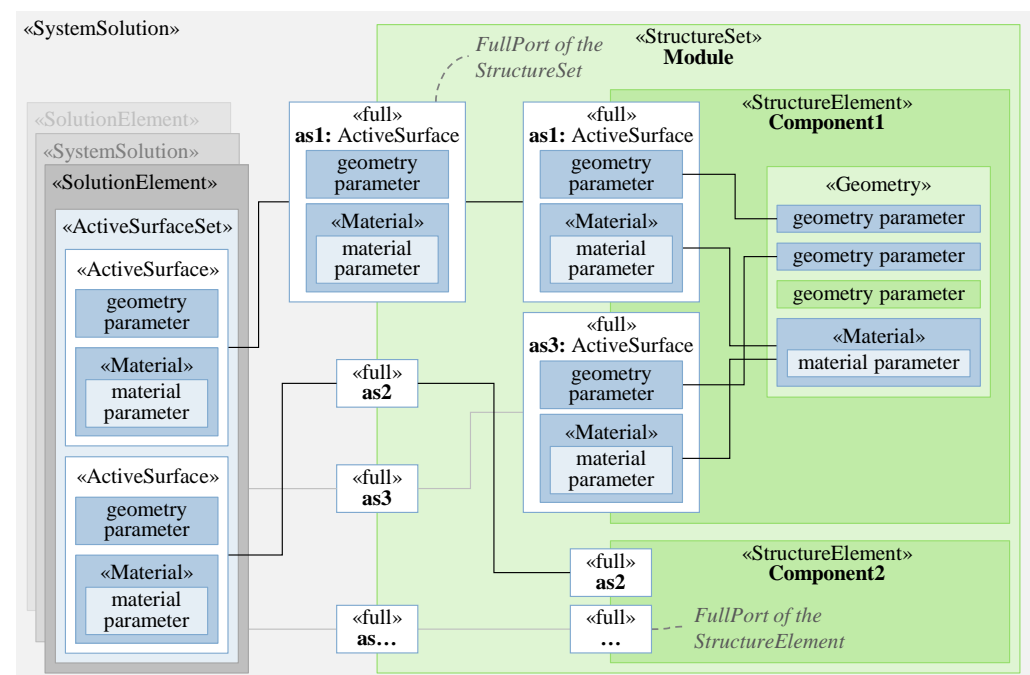 «SystemSolution»
«StructureSet»
Module
FullPort of the
StructureSet
«SolutionElement»
«SystemSolution»
«SolutionElement»
«ActiveSurfaceSet»
«ActiveSurface»
geometry
parameter
«Material»
material
parameter
«ActiveSurface»
geometry
parameter
«Material»
material
parameter
«full»
as1: ActiveSurface
geometry
parameter
«Material»
material
parameter
«full»
as2
«full»
as3
«full»
as…
«full»
as1: ActiveSurface
geometry
parameter
«Material»
material
parameter
«full»
as3: ActiveSurface
geometry
parameter
«Material»
material
parameter
«StructureElement»
Component1
«Geometry»
geometry parameter
geometry parameter
geometry parameter
«Material»
material parameter
«full»
as2
«StructureElement»
Component2
«full»
…
FullPort of the
StructureElement